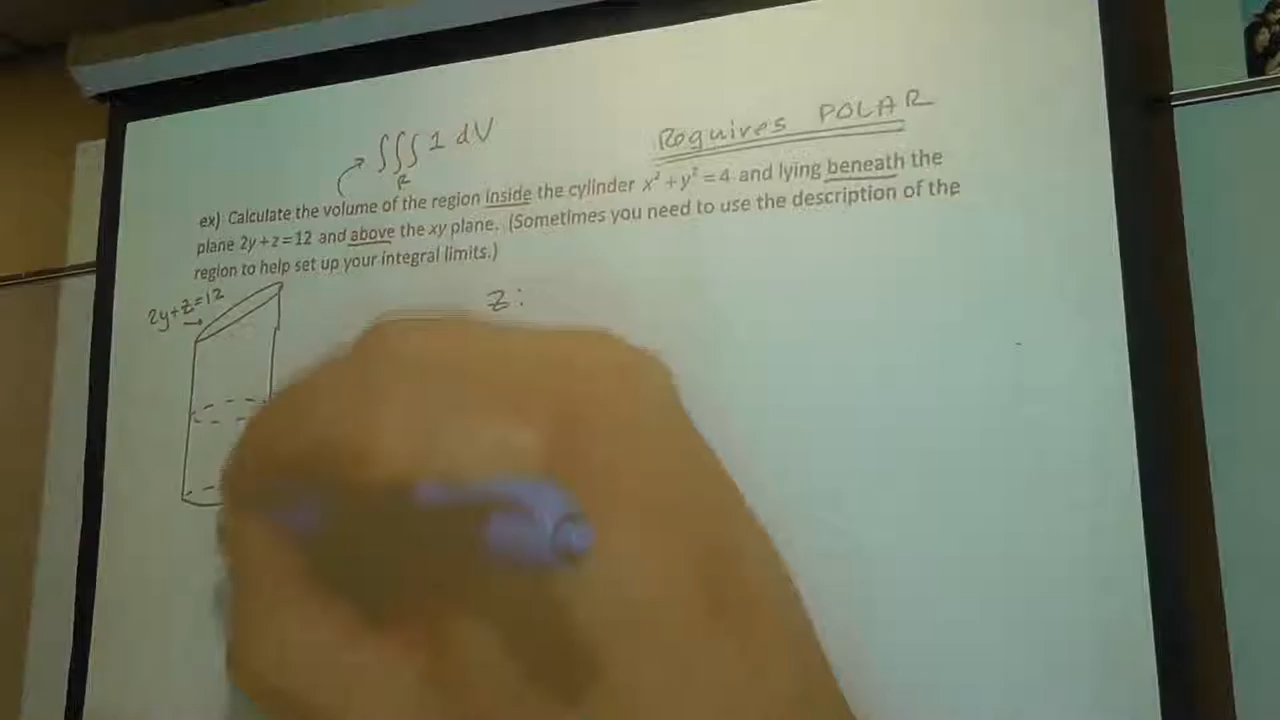 ∭ 1 dV
R
Requires POLAR
ex) Calculate the volume of the region inside the cylinder x² + y² = 4 and lying beneath the
plane 2y + z = 12 and above the xy plane. (Sometimes you need to use the description of the
region to help set up your integral limits.)
2y+z=12
z: